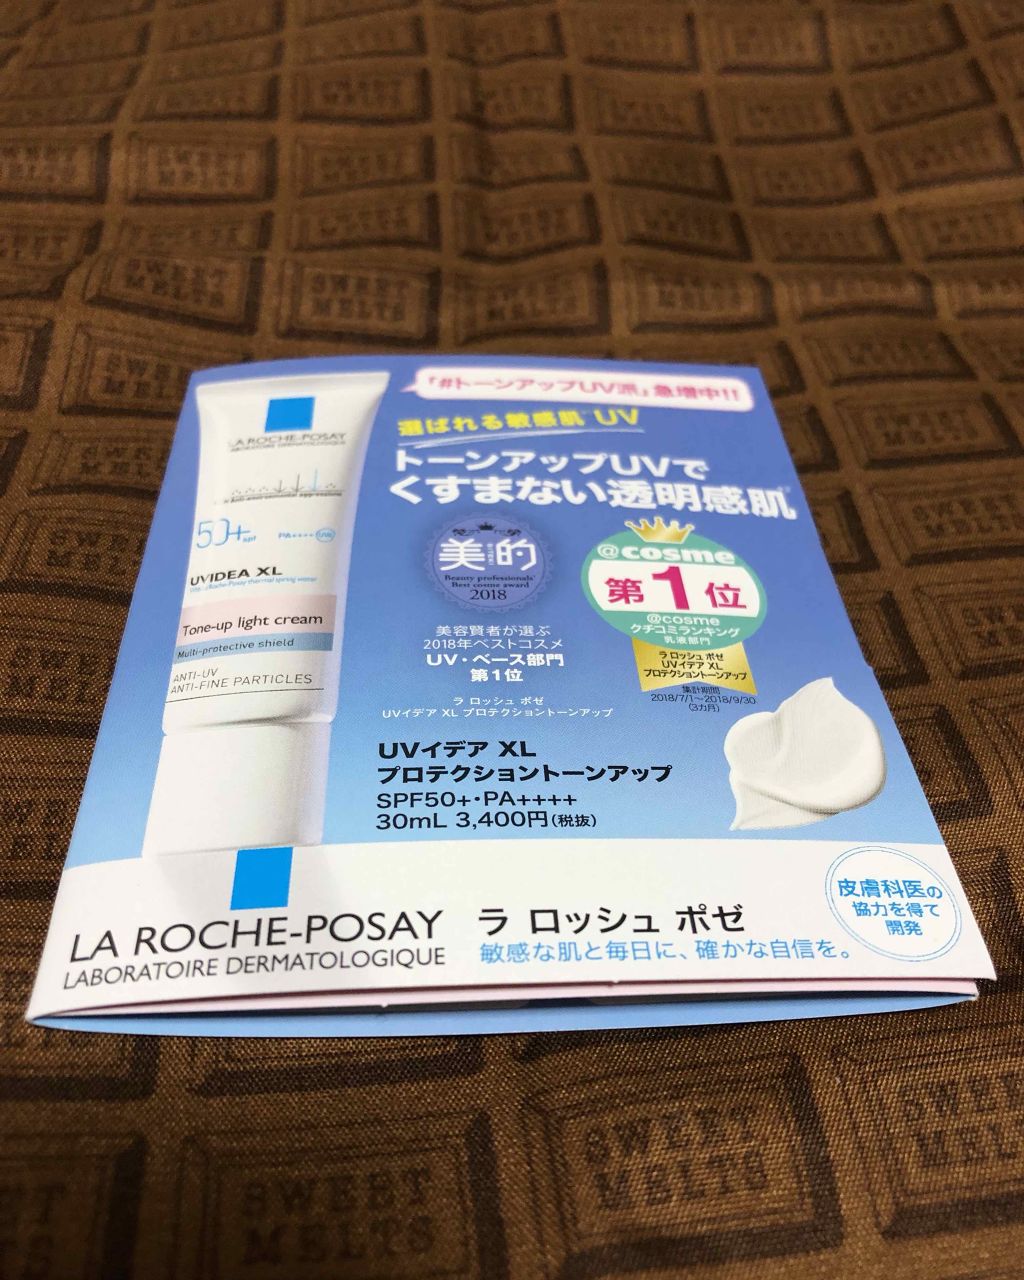 「#トーンアップUV派」急増中!!
選ばれる敏感肌 UV
トーンアップUVで
くすまない透明感肌
LA ROCHE-POSAY
LABORATOIRE DERMATOLOGIQUE
50+ spf PA++++ UVA
UVIDEA XL
Tone-up light cream
Multi-protective shield
ANTI-UV
ANTI-FINE PARTICLES
美的
Beauty professionals'
Best cosme award
2018
美容賢者が選ぶ
2018年ベストコスメ
UV・ベース部門
第1位
ラ ロッシュ ポゼ
UVイデア XL プロテクショントーンアップ
@cosme
第1位
@cosme
クチコミランキング
乳液部門
ラ ロッシュ ポゼ
UVイデア XL
プロテクショントーンアップ
集計期間
2018/7/1〜2018/9/30
(3カ月)
UVイデア XL
プロテクショントーンアップ
SPF50+・PA++++
30mL 3,400円(税抜)
LA ROCHE-POSAY
LABORATOIRE DERMATOLOGIQUE
ラ ロッシュ ポゼ
敏感な肌と毎日に、確かな自信を。
皮膚科医の
協力を得て
開発
SWEET
MELTS